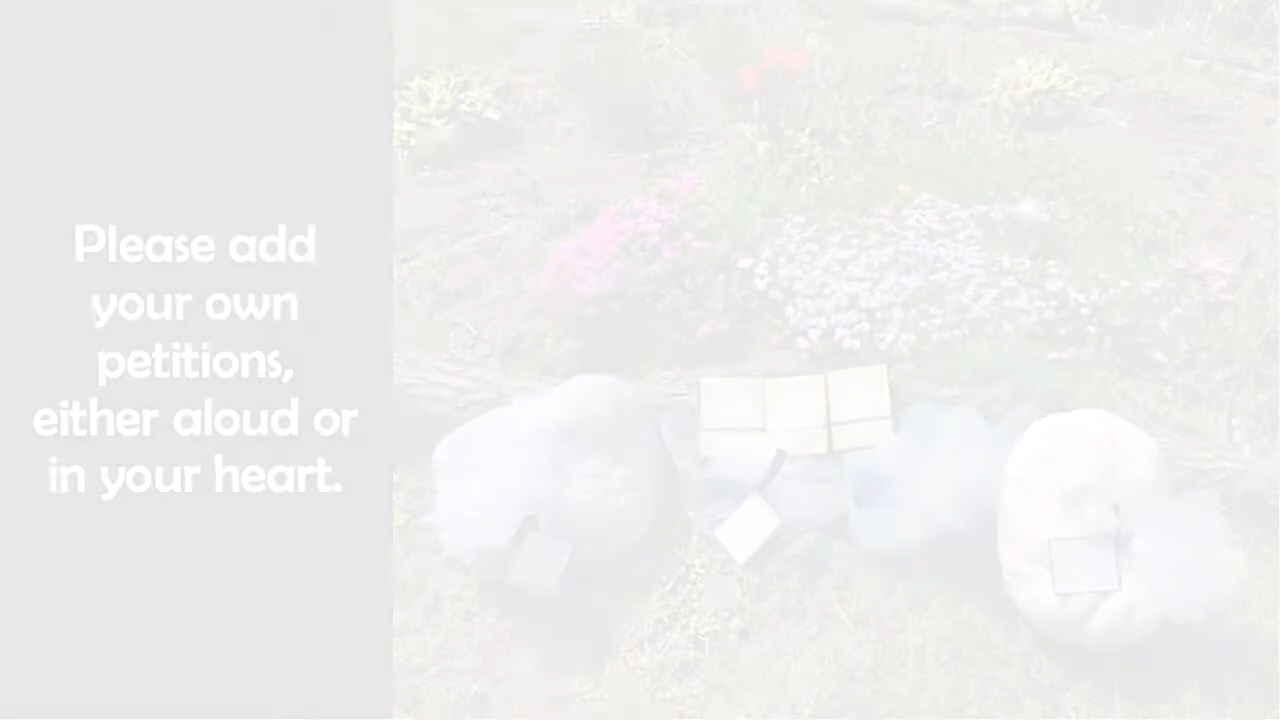 Please add
your own
petitions,
either aloud or
in your heart.